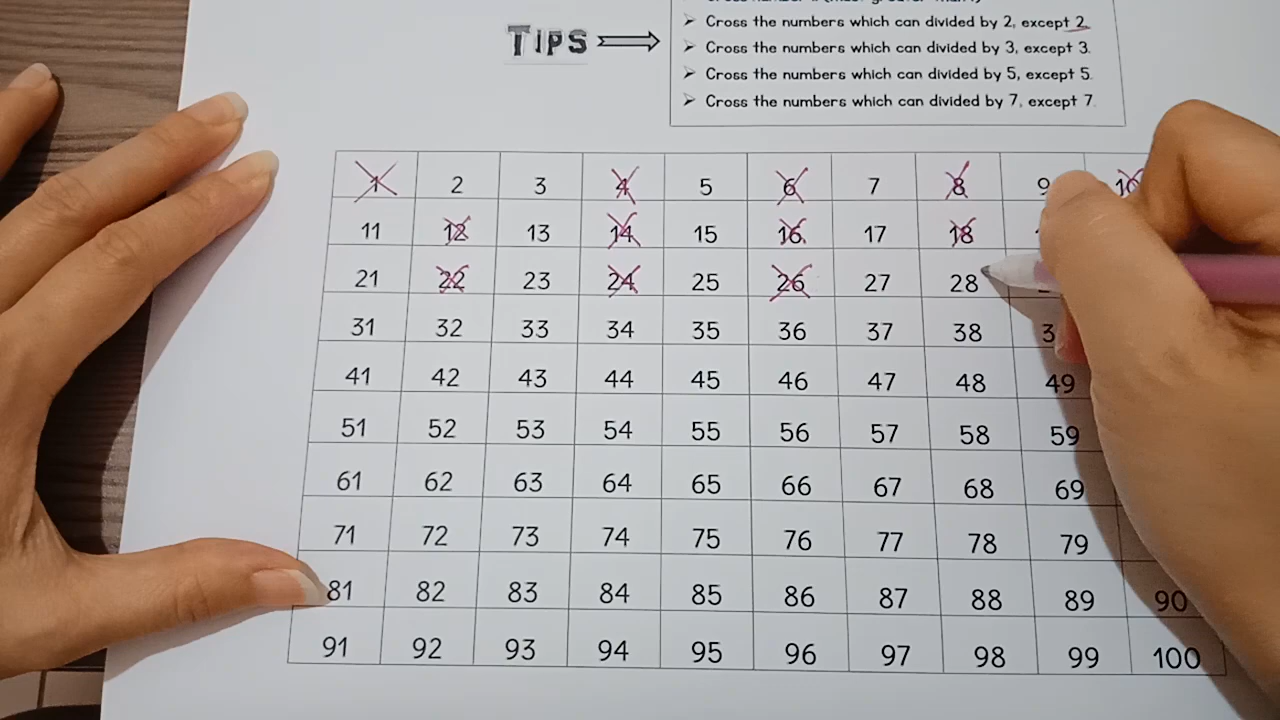 ➢ Cross the numbers which can divided by 2, except 2.
TIPS
➢ Cross the numbers which can divided by 3, except 3.
➢ Cross the numbers which can divided by 5, except 5.
➢ Cross the numbers which can divided by 7, except 7.
1 2 3 4 5 6 7 8 9 10
11 12 13 14 15 16 17 18
21 22 23 24 25 26 27 28
31 32 33 34 35 36 37 38
41 42 43 44 45 46 47 48 49
51 52 53 54 55 56 57 58 59
61 62 63 64 65 66 67 68 69
71 72 73 74 75 76 77 78 79
81 82 83 84 85 86 87 88 89 90
91 92 93 94 95 96 97 98 99 100